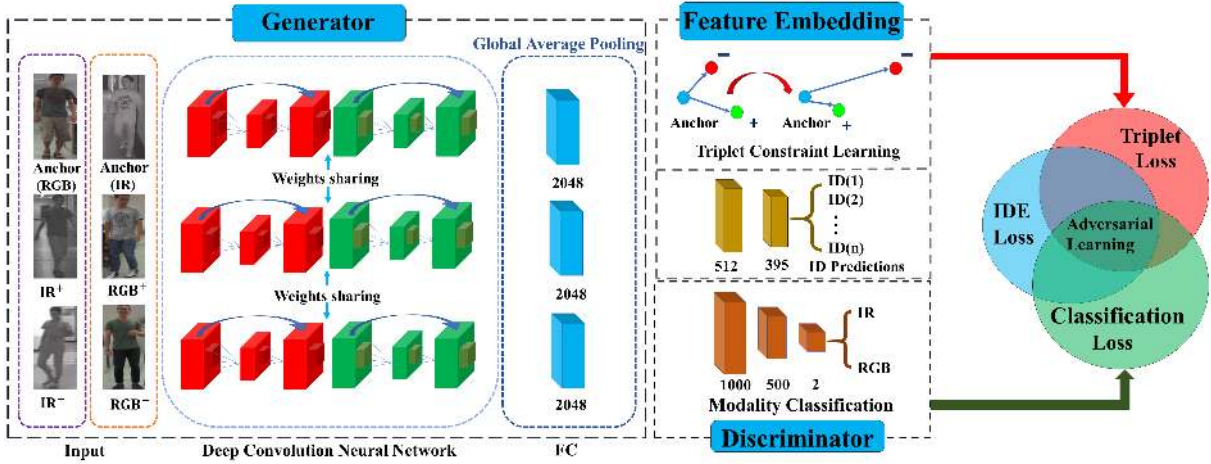 Generator
Global Average Pooling
Anchor
(RGB)
Anchor
(IR)
IR⁺
RGB⁺
IR⁻
RGB⁻
Weights sharing
Weights sharing
2048
2048
2048
Input
Deep Convolution Neural Network
FC
Feature Embedding
−
−
Anchor
+
Anchor
+
Triplet Constraint Learning
ID(1)
ID(2)
⋮
ID(n)
512
395
ID Predictions
IR
RGB
1000
500
2
Modality Classification
Discriminator
Triplet
Loss
IDE
Loss
Adversarial
Learning
Classification
Loss